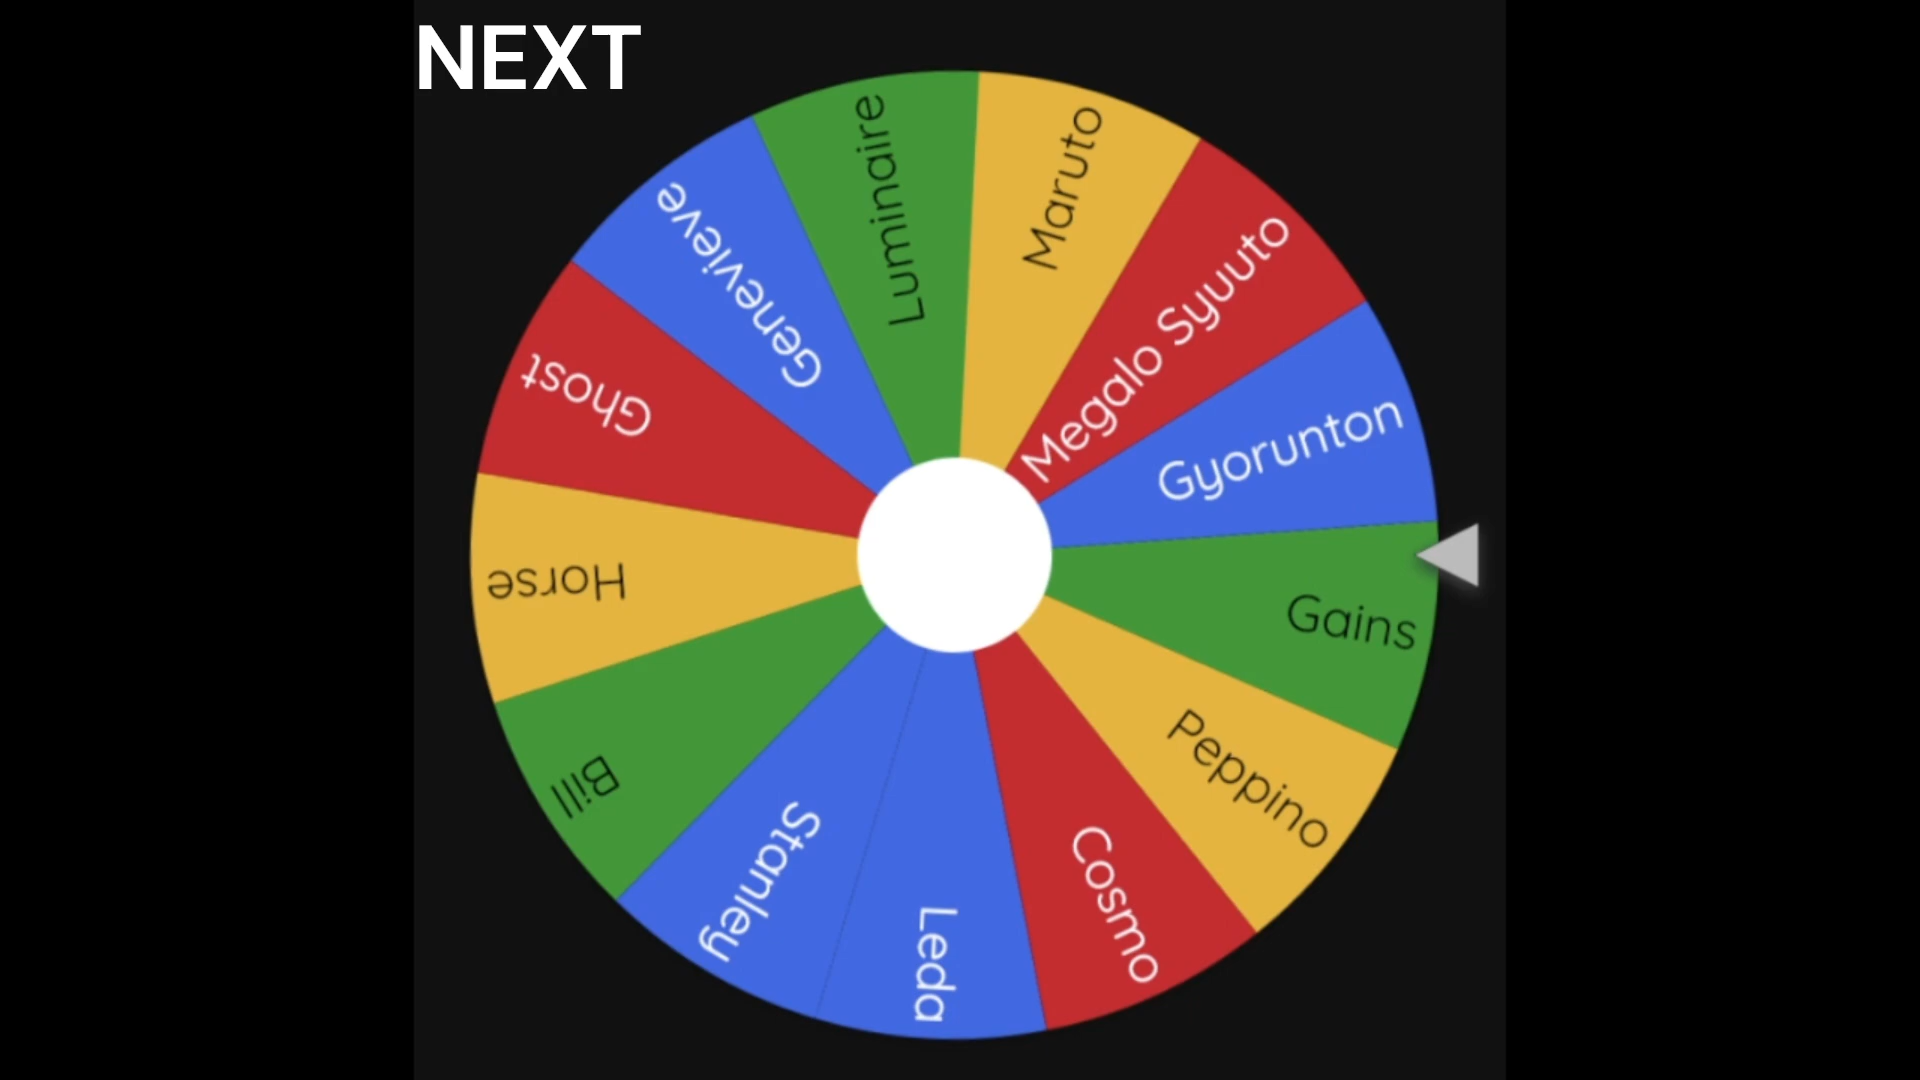 NEXT
Luminaire
Maruto
Megalo Syuuto
Gyorunton
Gains
Peppino
Cosmo
Leda
Stanley
Bill
Horse
Ghost
Genevieve